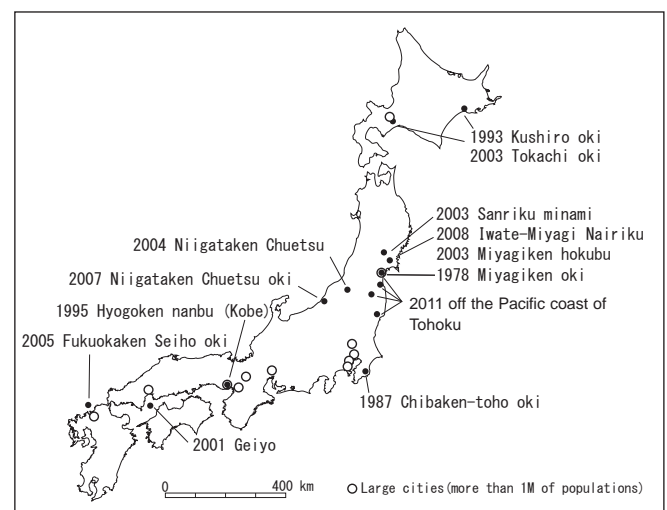 1993 Kushiro oki
2003 Tokachi oki
2003 Sanriku minami
2008 Iwate-Miyagi Nairiku
2003 Miyagiken hokubu
1978 Miyagiken oki
2011 off the Pacific coast of
Tohoku
2004 Niigataken Chuetsu
2007 Niigataken Chuetsu oki
1995 Hyogoken nanbu (Kobe)
2005 Fukuokaken Seiho oki
1987 Chibaken-toho oki
2001 Geiyo
0 400 km
Large cities(more than 1M of populations)